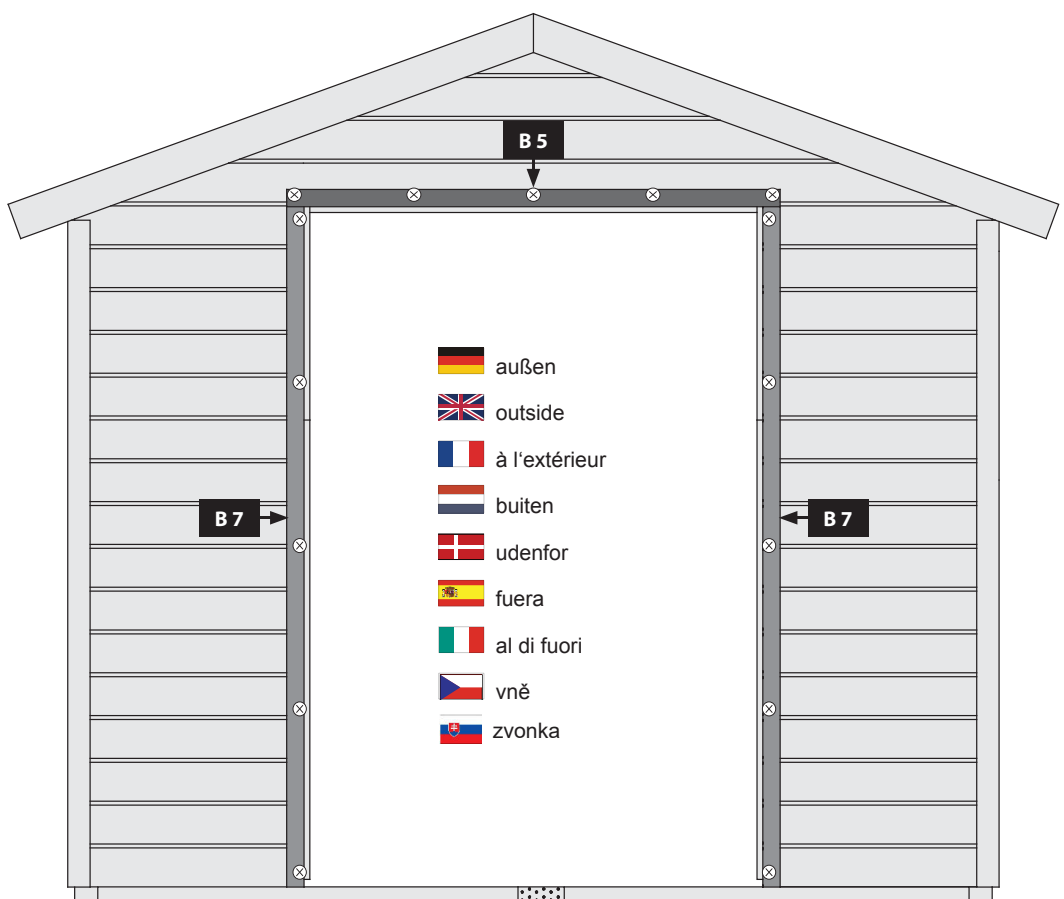 B 5
außen
outside
à l‘extérieur
buiten
B 7
B 7
udenfor
fuera
al di fuori
vně
zvonka